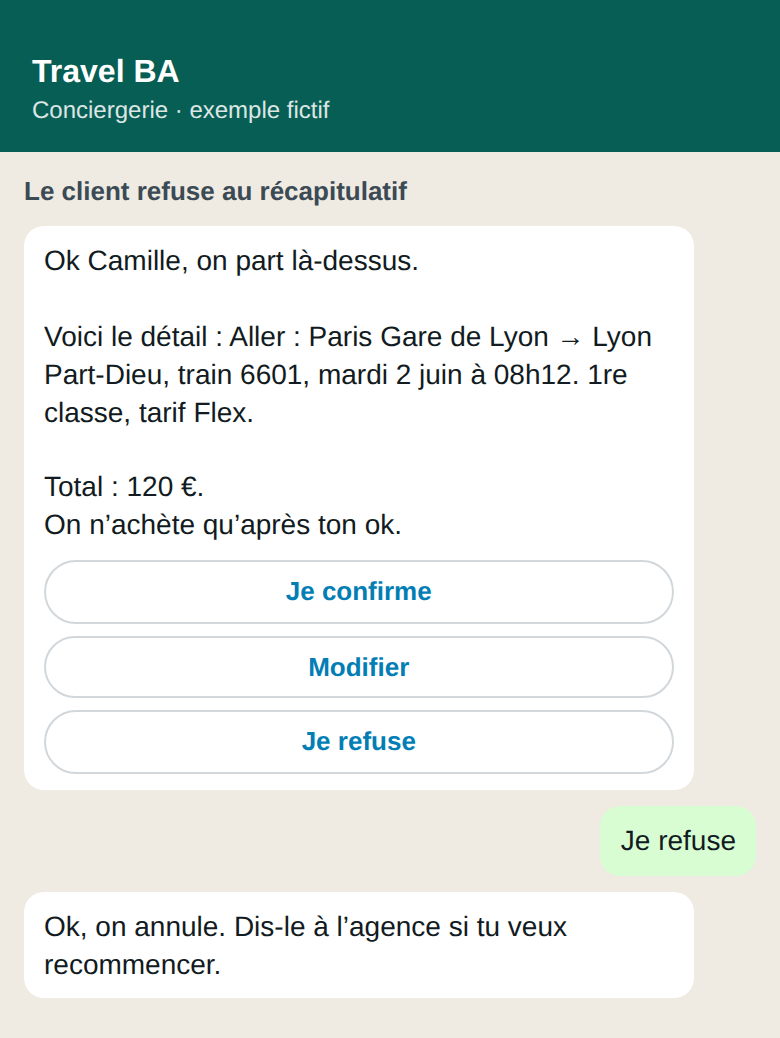 Travel BA
Conciergerie · exemple fictif
Le client refuse au récapitulatif
Ok Camille, on part là-dessus.
Voici le détail : Aller : Paris Gare de Lyon → Lyon
Part-Dieu, train 6601, mardi 2 juin à 08h12. 1re
classe, tarif Flex.
Total : 120 €.
On n’achète qu’après ton ok.
Je confirme
Modifier
Je refuse
Je refuse
Ok, on annule. Dis-le à l’agence si tu veux
recommencer.